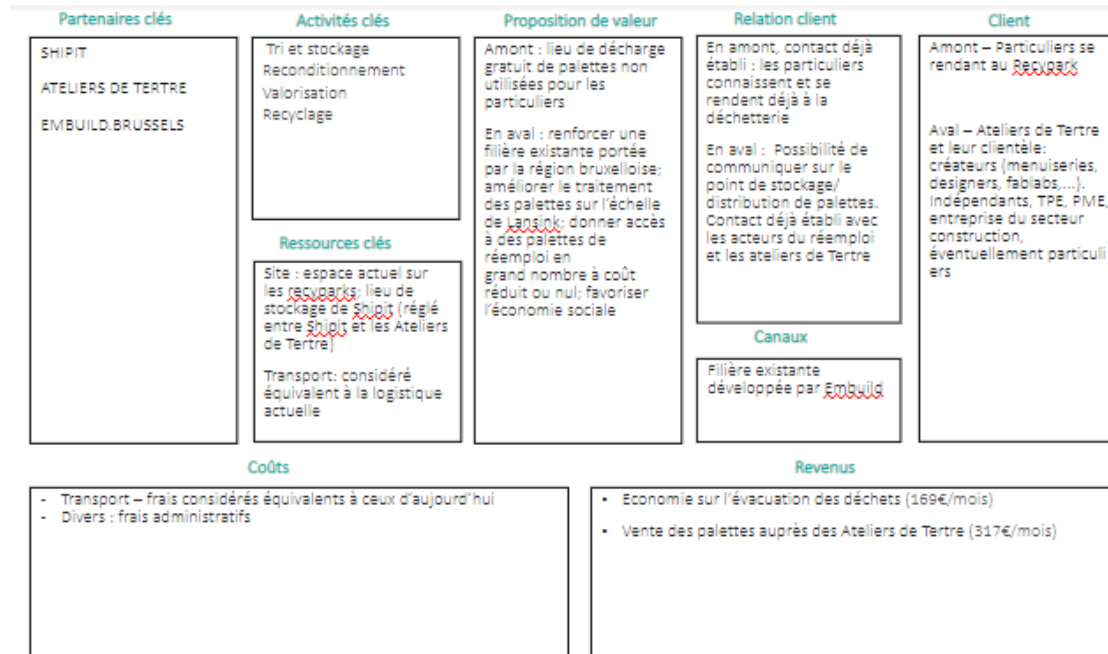 Partenaires clés
SHIPIT
ATELIERS DE TERTRE
EMBUILD.BRUSSELS
Activités clés
Tri et stockage
Reconditionnement
Valorisation
Recyclage
Ressources clés
Site : espace actuel sur
les recyparks; lieu de
stockage de Shipit (réglé
entre Shipit et les Ateliers
de Tertre)
Transport: considéré
équivalent à la logistique
actuelle
Proposition de valeur
Amont : lieu de décharge
gratuit de palettes non
utilisées pour les
particuliers
En aval : renforcer une
filière existante portée
par la région bruxelloise;
améliorer le traitement
des palettes sur l’échelle
de Lansink; donner accès
à des palettes de
réemploi en
grand nombre à coût
réduit ou nul; favoriser
l’économie sociale
Relation client
En amont, contact déjà
établi : les particuliers
connaissent et se
rendent déjà à la
déchetterie
En aval : Possibilité de
communiquer sur le
point de stockage/
distribution de palettes.
Contact déjà établi avec
les acteurs du réemploi
et les ateliers de Tertre
Canaux
Filière existante
développée par Embuild
Client
Amont – Particuliers se
rendant au Recypark
Aval – Ateliers de Tertre
et leur clientèle:
créateurs (menuiseries,
designers, fablabs,...).
Indépendants, TPE, PME,
entreprise du secteur
construction,
éventuellement particuli
ers
Coûts
- Transport – frais considérés équivalents à ceux d’aujourd’hui
- Divers : frais administratifs
Revenus
• Economie sur l’évacuation des déchets (169€/mois)
• Vente des palettes auprès des Ateliers de Tertre (317€/mois)